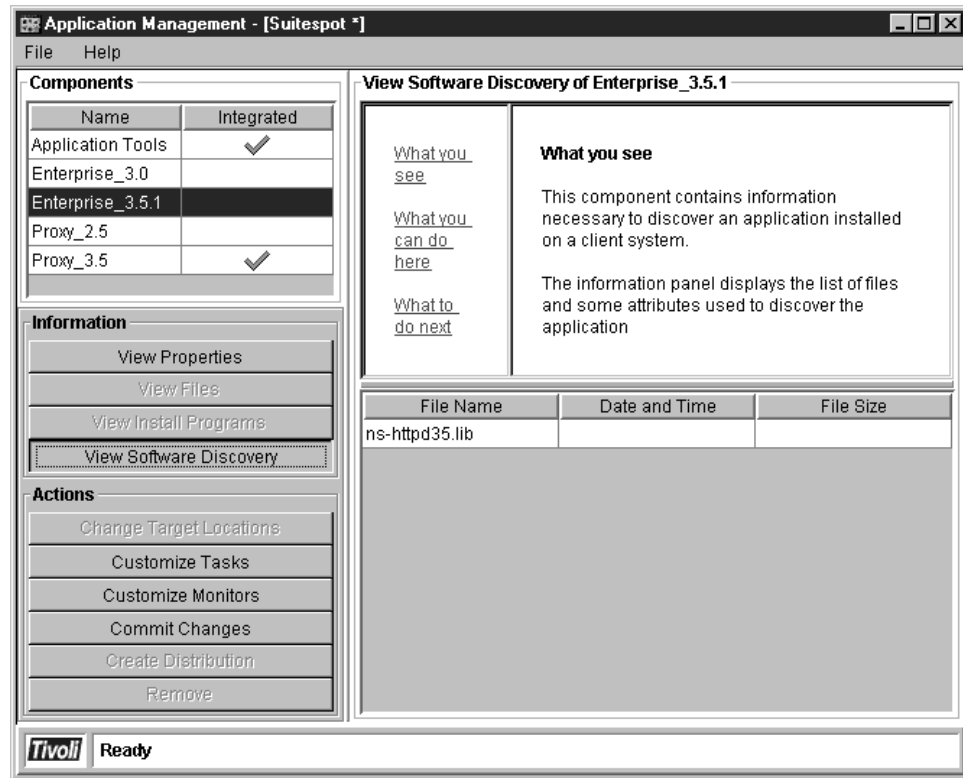 Application Management - [Suitespot *]
File Help
Components
Name Integrated
Application Tools
Enterprise_3.0
Enterprise_3.5.1
Proxy_2.5
Proxy_3.5
Information
View Properties
View Files
View Install Programs
View Software Discovery
Actions
Change Target Locations
Customize Tasks
Customize Monitors
Commit Changes
Create Distribution
Remove
View Software Discovery of Enterprise_3.5.1
What you
see
What you
can do
here
What to
do next
What you see
This component contains information
necessary to discover an application installed
on a client system.
The information panel displays the list of files
and some attributes used to discover the
application
File Name Date and Time File Size
ns-httpd35.lib
Tivoli Ready